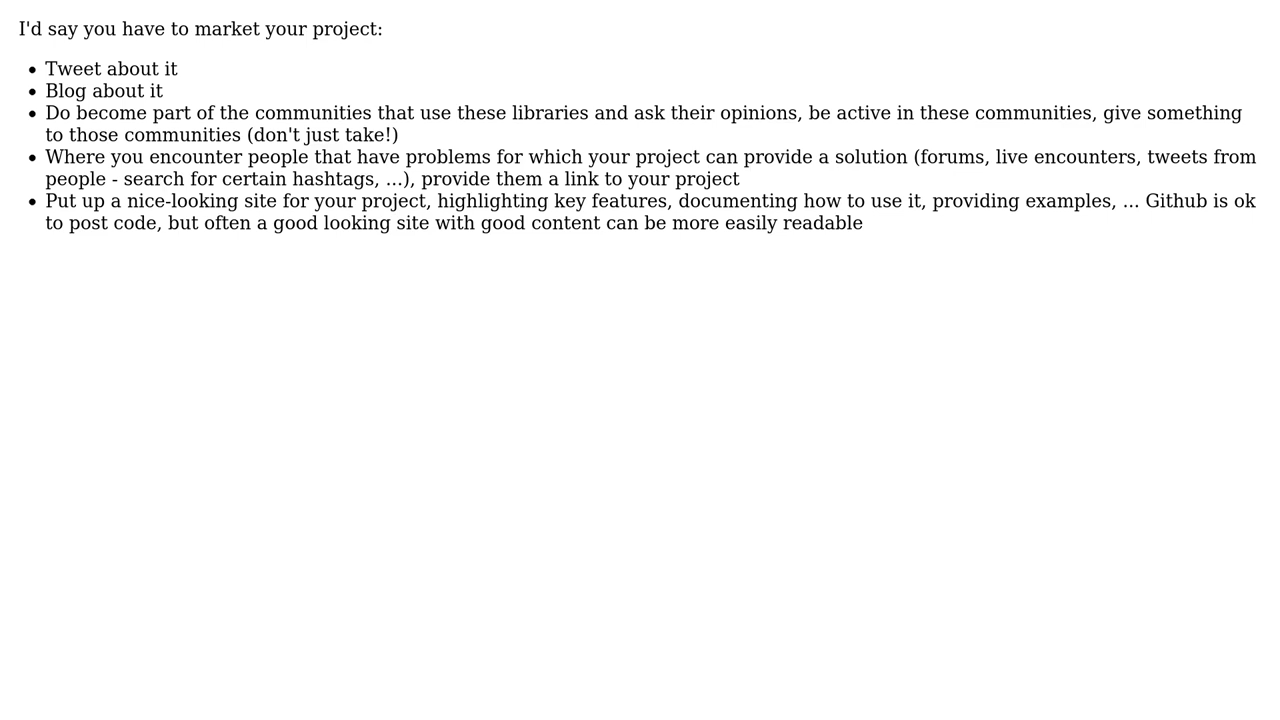 I'd say you have to market your project:
• Tweet about it
• Blog about it
• Do become part of the communities that use these libraries and ask their opinions, be active in these communities, give something
to those communities (don't just take!)
• Where you encounter people that have problems for which your project can provide a solution (forums, live encounters, tweets from
people - search for certain hashtags, ...), provide them a link to your project
• Put up a nice-looking site for your project, highlighting key features, documenting how to use it, providing examples, ... Github is ok
to post code, but often a good looking site with good content can be more easily readable